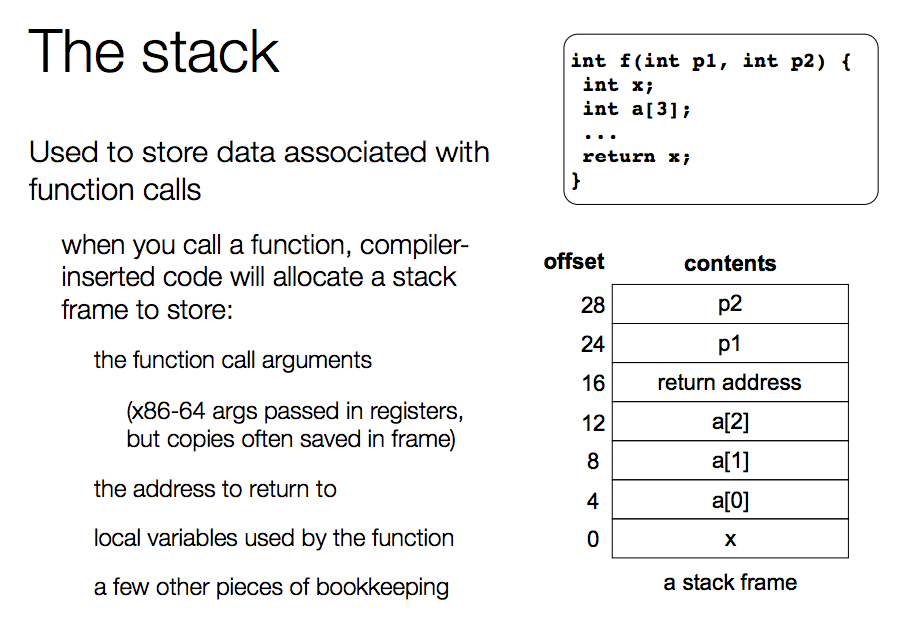 The stack
Used to store data associated with
function calls
when you call a function, compiler-
inserted code will allocate a stack
frame to store:
the function call arguments
(x86-64 args passed in registers,
but copies often saved in frame)
the address to return to
local variables used by the function
a few other pieces of bookkeeping
int f(int p1, int p2) {
 int x;
 int a[3];
 ...
 return x;
}
offset contents
28 p2
24 p1
16 return address
12 a[2]
8 a[1]
4 a[0]
0 x
a stack frame